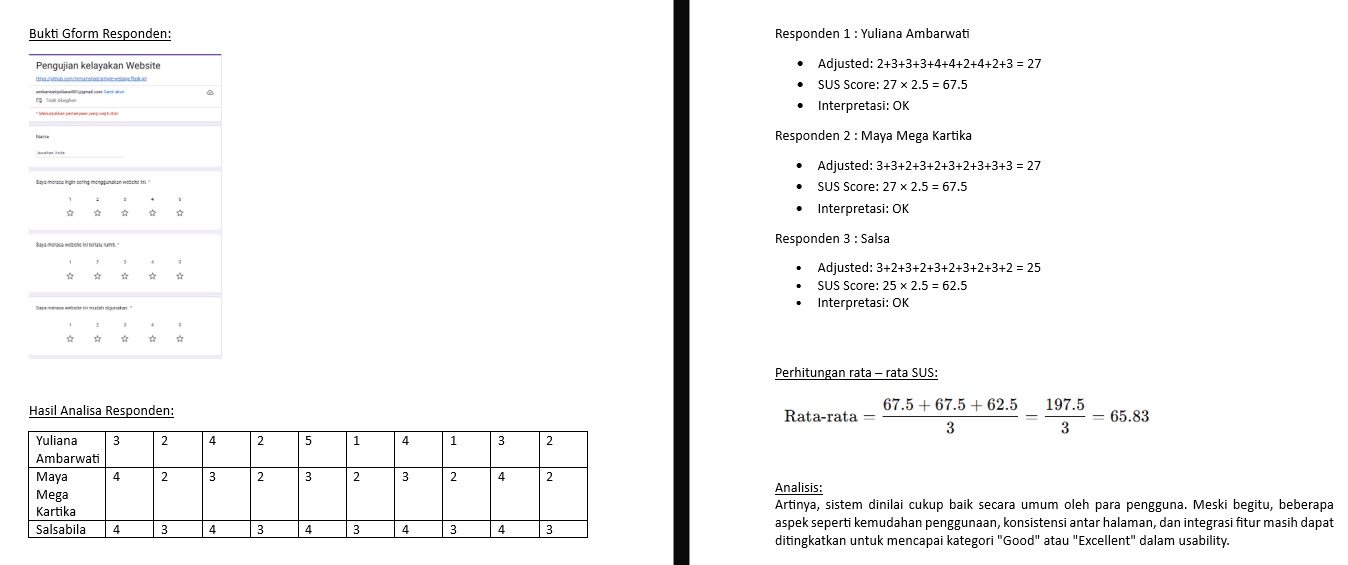 Bukti Gform Responden:
Pengujian kelayakan Website
Tidak dibagikan
* Menunjukkan pertanyaan yang wajib diisi
Nama
Jawaban Anda
Saya merasa ingin sering menggunakan website ini. *
1 2 3 4 5
Saya merasa website ini terlalu rumit. *
1 2 3 4 5
Saya merasa website ini mudah digunakan. *
1 2 3 4 5
Hasil Analisa Responden:
Yuliana 3 2 4 2 5 1 4 1 3 2
Ambarwati
Maya 4 2 3 2 3 2 3 2 4 2
Mega
Kartika
Salsabila 4 3 4 3 4 3 4 3 4 3
Responden 1 : Yuliana Ambarwati
• Adjusted: 2+3+3+3+4+4+2+4+2+3 = 27
• SUS Score: 27 × 2.5 = 67.5
• Interpretasi: OK
Responden 2 : Maya Mega Kartika
• Adjusted: 3+3+2+3+2+3+2+3+3+3 = 27
• SUS Score: 27 × 2.5 = 67.5
• Interpretasi: OK
Responden 3 : Salsa
• Adjusted: 3+2+3+2+3+2+3+2+3+2 = 25
• SUS Score: 25 × 2.5 = 62.5
• Interpretasi: OK
Perhitungan rata – rata SUS:
Rata-rata = 67.5 + 67.5 + 62.5 / 3 = 197.5 / 3 = 65.83
Analisis:
Artinya, sistem dinilai cukup baik secara umum oleh para pengguna. Meski begitu, beberapa
aspek seperti kemudahan penggunaan, konsistensi antar halaman, dan integrasi fitur masih dapat
ditingkatkan untuk mencapai kategori "Good" atau "Excellent" dalam usability.